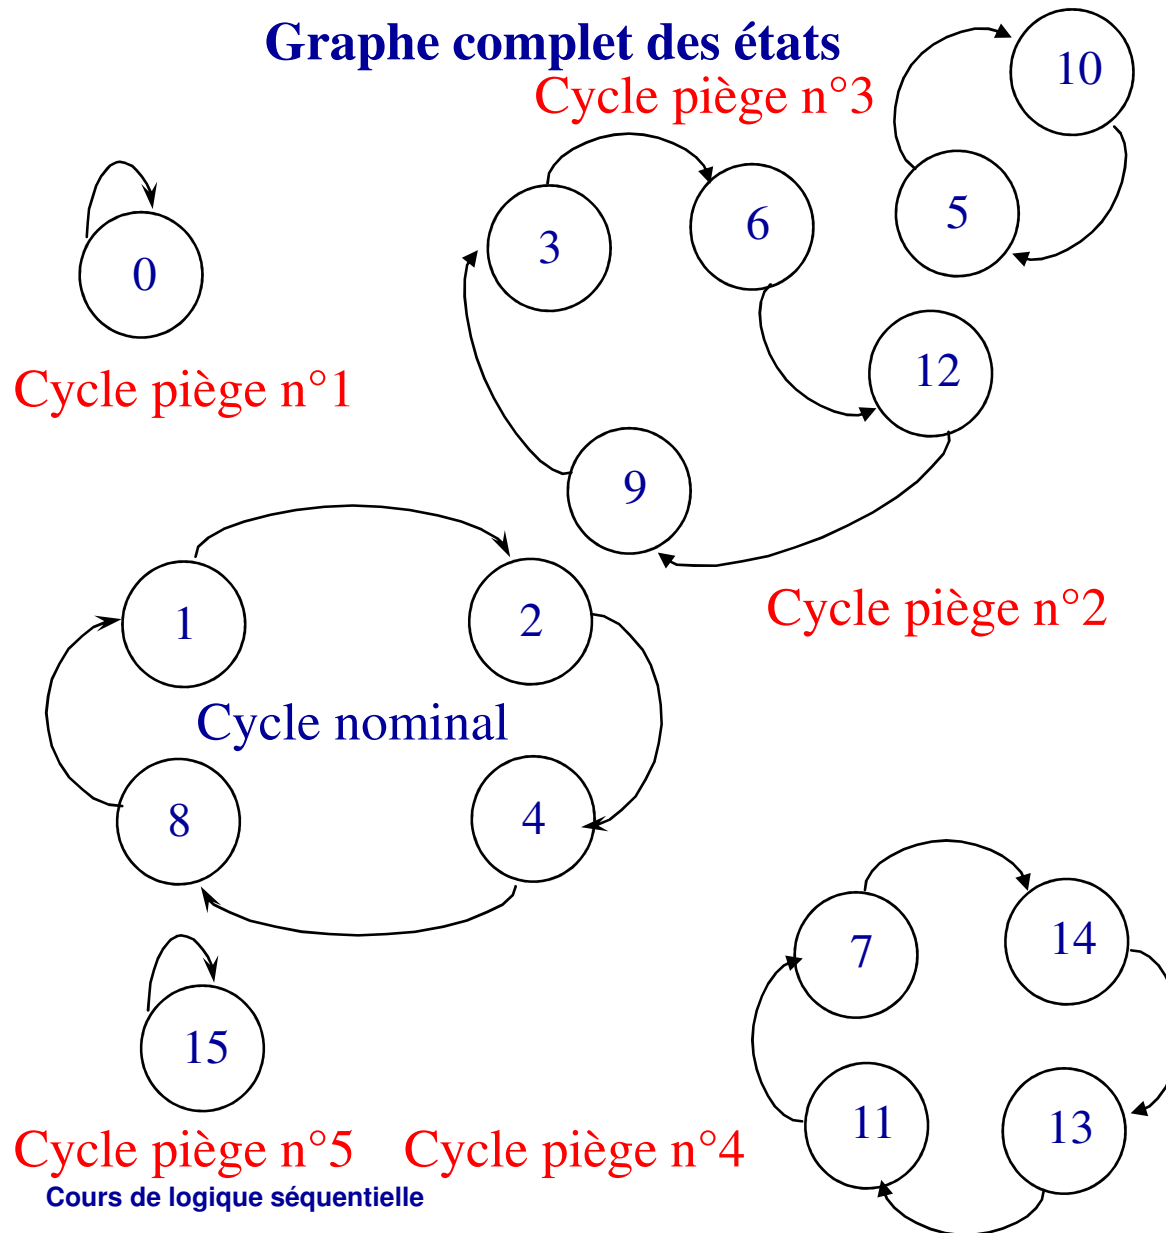 Graphe complet des états
Cycle piège n°3
10
5
3
6
0
12
Cycle piège n°1
9
Cycle piège n°2
1
2
Cycle nominal
8
4
7
14
15
11
13
Cycle piège n°5
Cycle piège n°4
Cours de logique séquentielle